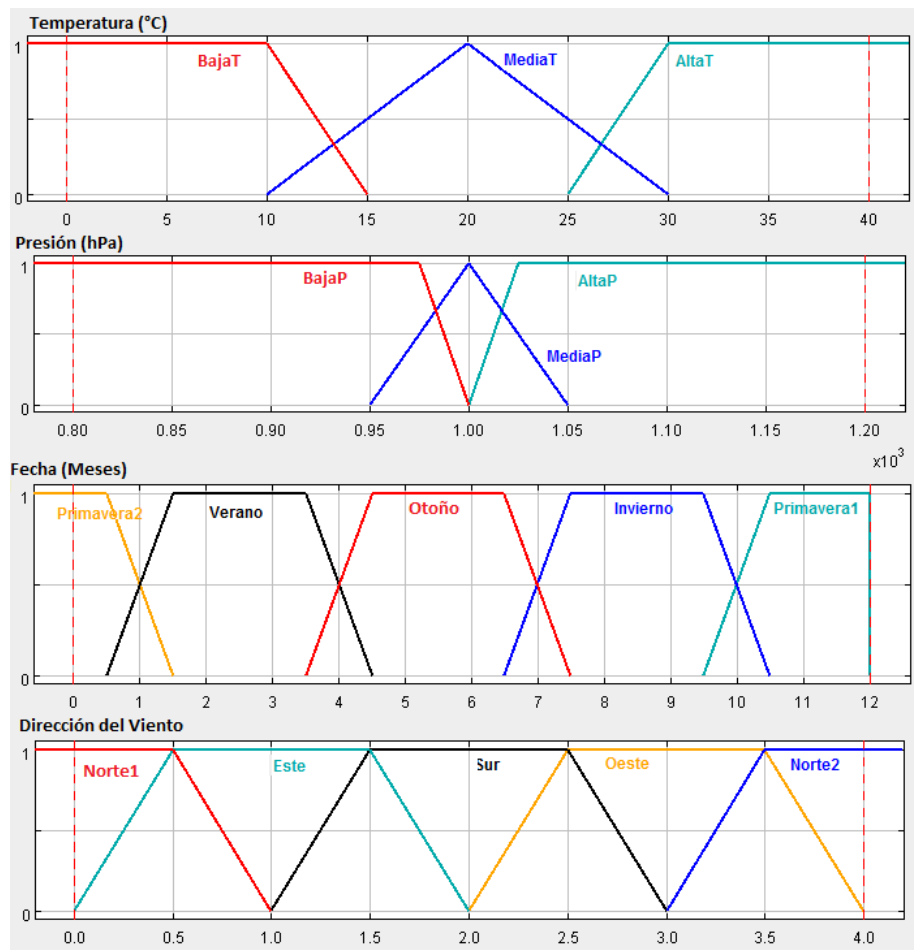 Temperatura (°C)
1
BajaT MediaT AltaT
0
0 5 10 15 20 25 30 35 40
Presión (hPa)
1
BajaP AltaP
MediaP
0
0.80 0.85 0.90 0.95 1.00 1.05 1.10 1.15 1.20
x10³
Fecha (Meses)
1
Primavera2 Verano Otoño Invierno Primavera1
0
0 1 2 3 4 5 6 7 8 9 10 11 12
Dirección del Viento
1
Norte1 Este Sur Oeste Norte2
0
0.0 0.5 1.0 1.5 2.0 2.5 3.0 3.5 4.0